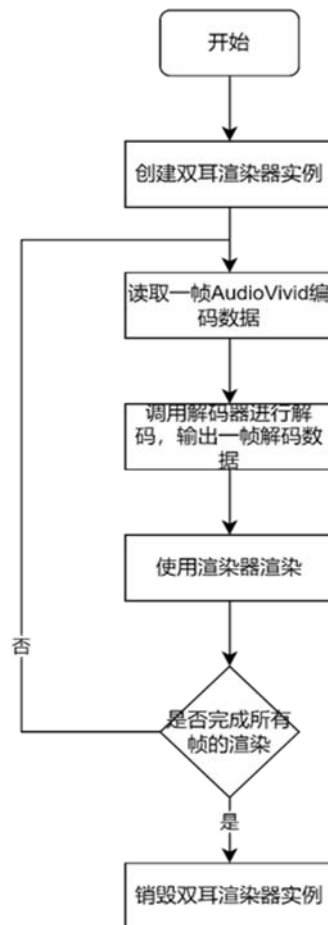 开始
创建双耳渲染器实例
读取一帧AudioVivid编
码数据
调用解码器进行解
码，输出一帧解码数
据
使用渲染器渲染
否
是否完成所有
帧的渲染
是
销毁双耳渲染器实例